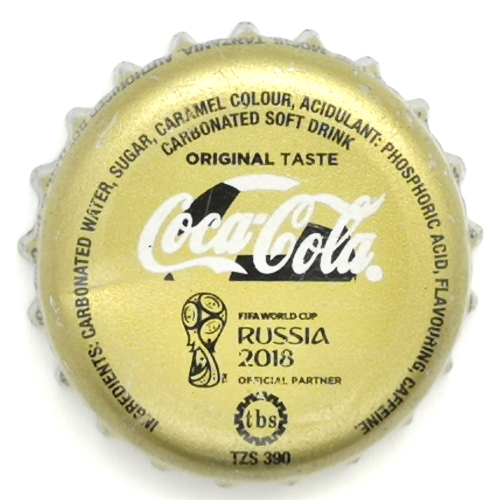 INGREDIENTS: CARBONATED WATER, SUGAR, CARAMEL COLOUR, ACIDULANT: PHOSPHORIC ACID, FLAVOURING, CAFFEINE.
CARBONATED SOFT DRINK
ORIGINAL TASTE
Coca-Cola
FIFA WORLD CUP
RUSSIA
2018
OFFICIAL PARTNER
tbs
TZS 390